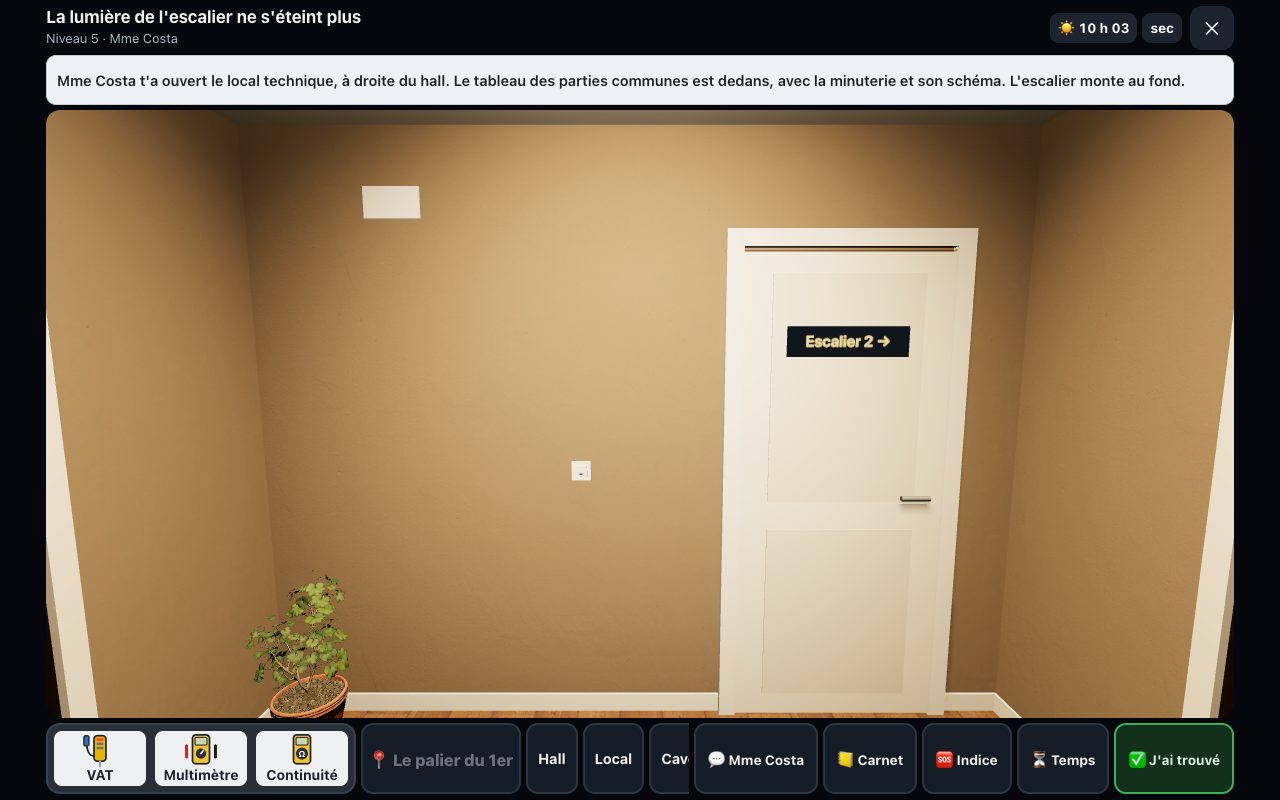 La lumière de l'escalier ne s'éteint plus
Niveau 5 · Mme Costa
☀️ 10 h 03
sec
Mme Costa t'a ouvert le local technique, à droite du hall. Le tableau des parties communes est dedans, avec la minuterie et son schéma. L'escalier monte au fond.
Escalier 2 →
VAT
Multimètre
Continuité
📍 Le palier du 1er
Hall
Local
💬 Mme Costa
📒 Carnet
🆘 Indice
⏳ Temps
✅ J'ai trouvé